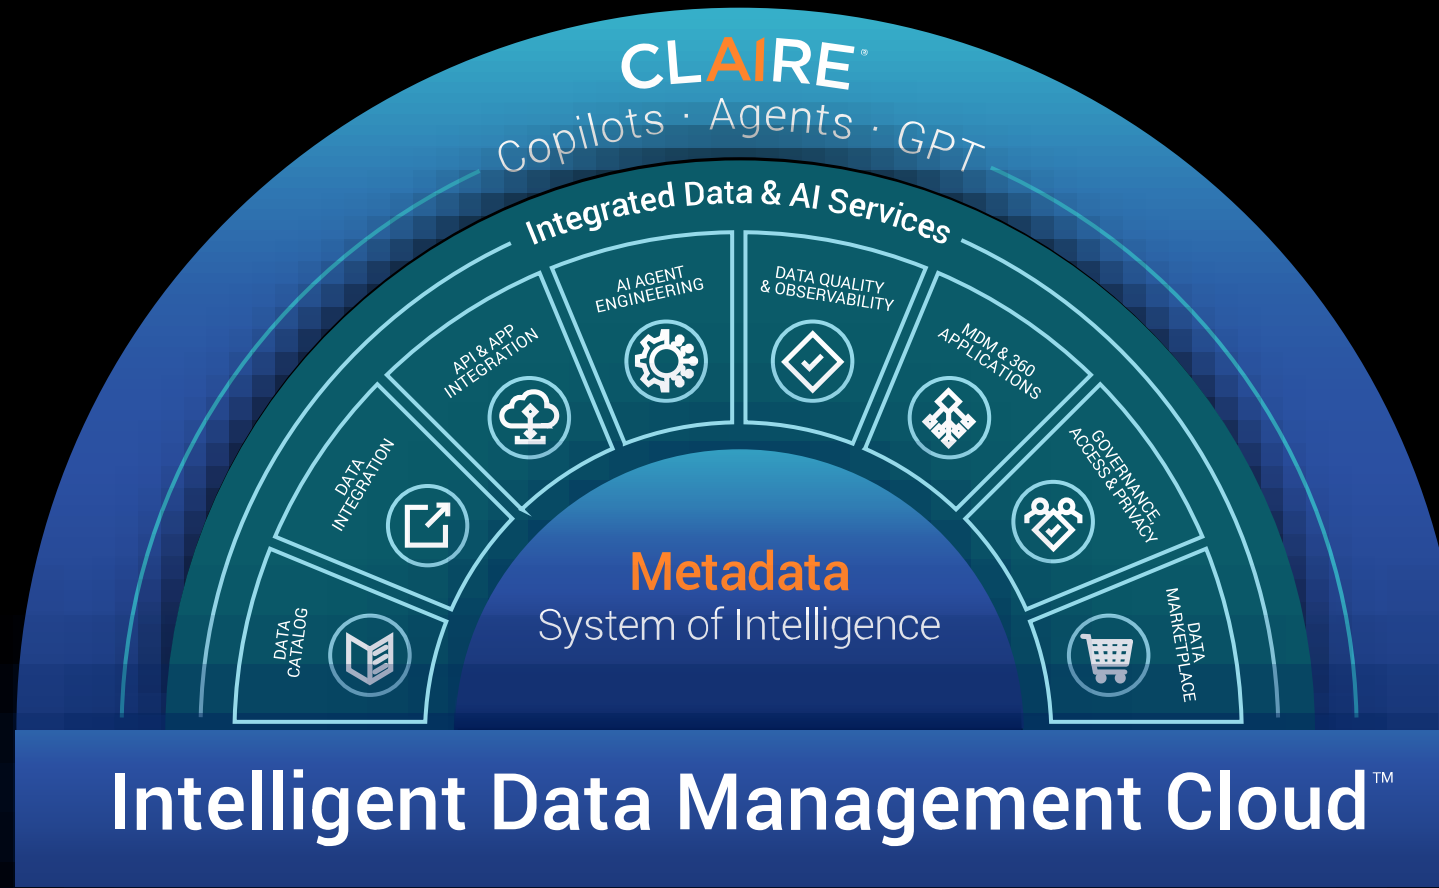 CLAIRE®
Copilots · Agents · GPT
Integrated Data & AI Services
DATA
CATALOG
DATA
INTEGRATION
API & APP
INTEGRATION
AI AGENT
ENGINEERING
DATA QUALITY
& OBSERVABILITY
MDM & 360
APPLICATIONS
GOVERNANCE,
ACCESS & PRIVACY
DATA
MARKETPLACE
Metadata
System of Intelligence
Intelligent Data Management Cloud™